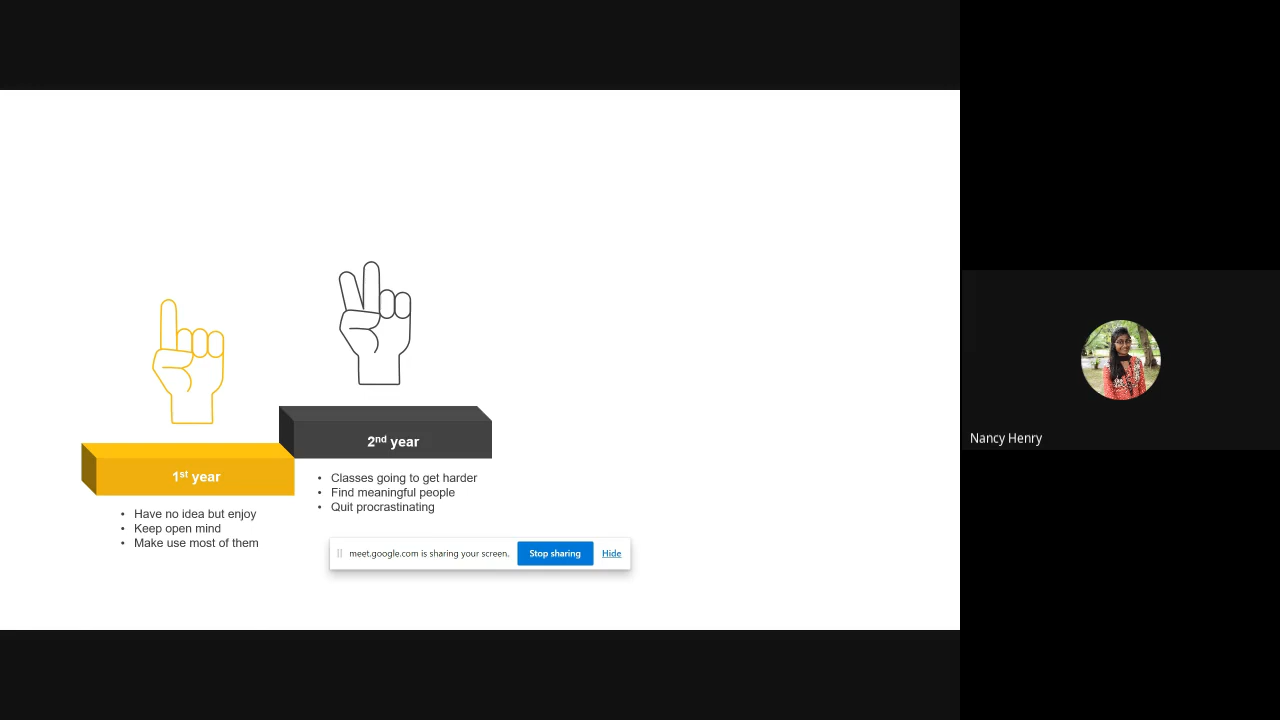 1st year
• Have no idea but enjoy
• Keep open mind
• Make use most of them
2nd year
• Classes going to get harder
• Find meaningful people
• Quit procrastinating
meet.google.com is sharing your screen. Stop sharing Hide
Nancy Henry